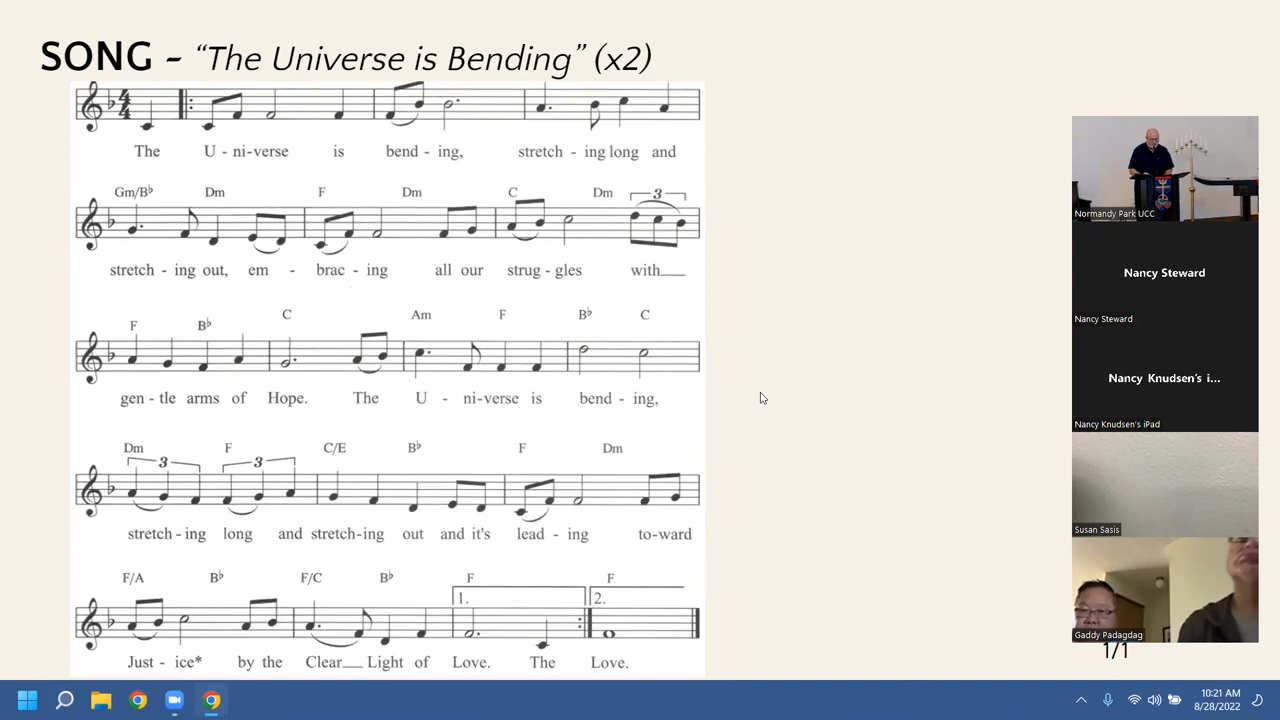 SONG - “The Universe is Bending” (x2)
4
4
The U - ni-verse is bend - ing, stretch - ing long and
Gm/B♭ Dm F Dm C Dm 3
stretch - ing out, em - brac - ing all our strug - gles with
F B♭ C Am F B♭ C
gen - tle arms of Hope. The U - ni-verse is bend - ing,
Dm F C/E B♭ F Dm
3 3
stretch - ing long and stretch-ing out and it's lead - ing to-ward
F/A B♭ F/C B♭ F F
1. 2.
Just - ice* by the Clear Light of Love. The Love.
Normandy Park UCC
Nancy Steward
Nancy Steward
Nancy Knudsen's i...
Nancy Knudsen's iPad
Susan Sasis
Gaddy Padagdag
1/1
10:21 AM
8/28/2022